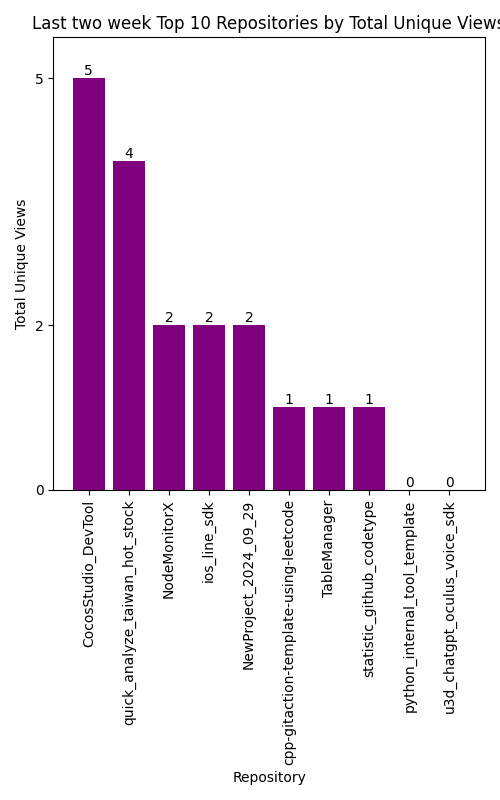 Last two week Top 10 Repositories by Total Unique Views
5
4
2
2
2
1
1
1
0
0
Total Unique Views
5
2
0
CocosStudio_DevTool
quick_analyze_taiwan_hot_stock
NodeMonitorX
ios_line_sdk
NewProject_2024_09_29
cpp-gitaction-template-using-leetcode
TableManager
statistic_github_codetype
python_internal_tool_template
u3d_chatgpt_oculus_voice_sdk
Repository